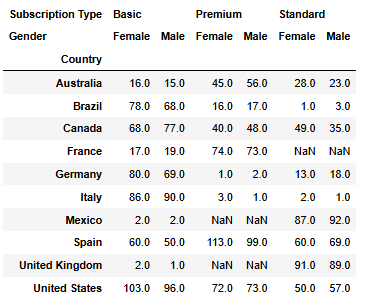 Subscription Type Basic Premium Standard
Gender Female Male Female Male Female Male
Country
Australia 16.0 15.0 45.0 56.0 28.0 23.0
Brazil 78.0 68.0 16.0 17.0 1.0 3.0
Canada 68.0 77.0 40.0 48.0 49.0 35.0
France 17.0 19.0 74.0 73.0 NaN NaN
Germany 80.0 69.0 1.0 2.0 13.0 18.0
Italy 86.0 90.0 3.0 1.0 2.0 1.0
Mexico 2.0 2.0 NaN NaN 87.0 92.0
Spain 60.0 50.0 113.0 99.0 60.0 69.0
United Kingdom 2.0 1.0 NaN NaN 91.0 89.0
United States 103.0 96.0 72.0 73.0 50.0 57.0